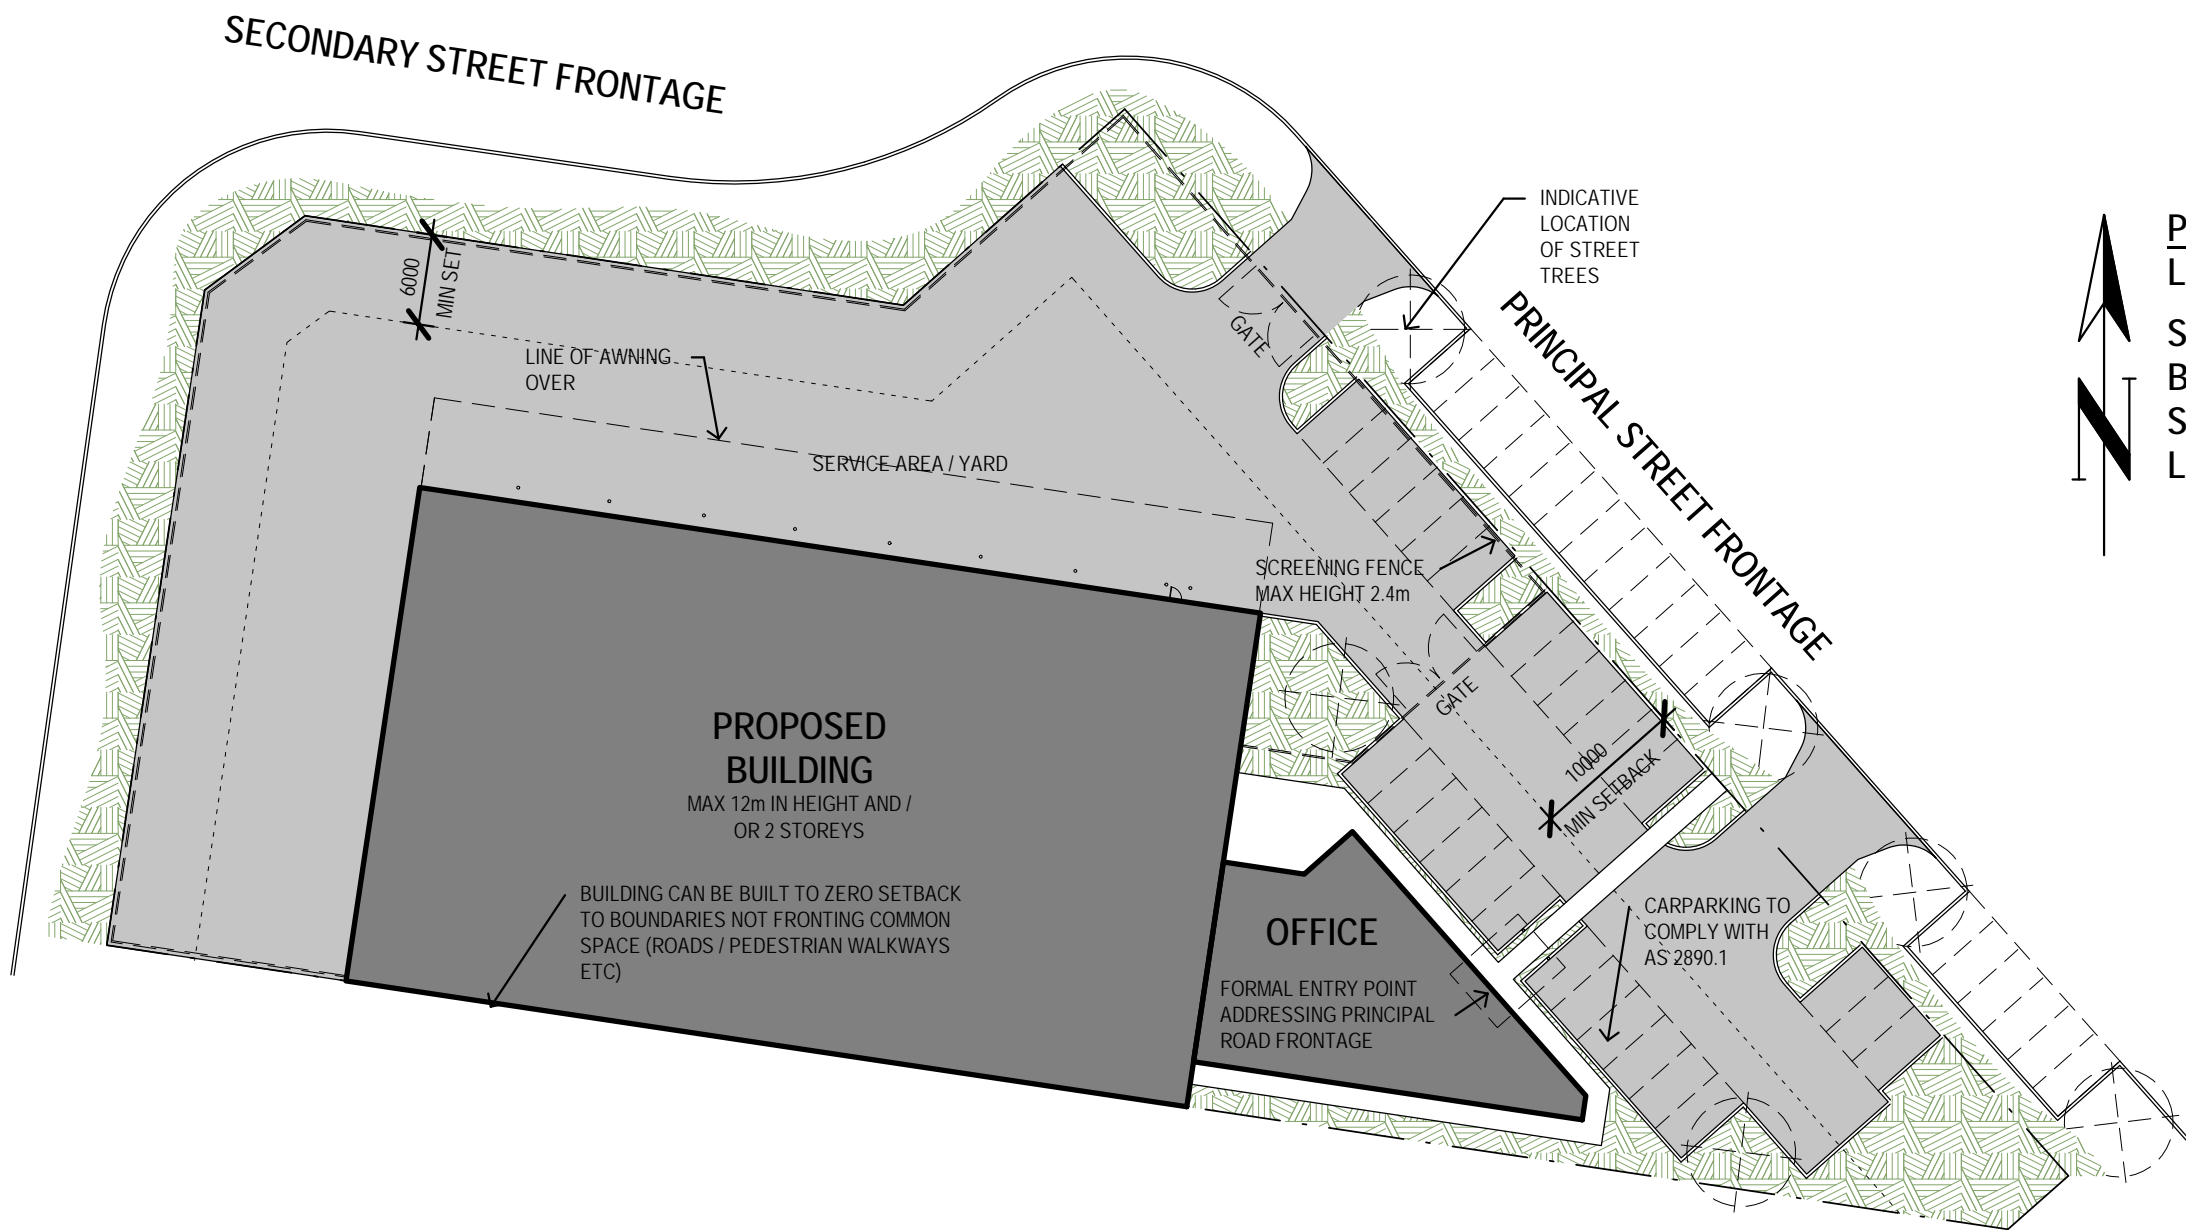 SECONDARY STREET FRONTAGE
INDICATIVE
LOCATION
OF STREET
TREES
P
L
S
B
S
L
N
6000
MIN SET
GATE
PRINCIPAL STREET FRONTAGE
LINE OF AWNING
OVER
SERVICE AREA / YARD
SCREENING FENCE
MAX HEIGHT 2.4m
GATE
PROPOSED
BUILDING
MAX 12m IN HEIGHT AND /
OR 2 STOREYS
MIN SETBACK
BUILDING CAN BE BUILT TO ZERO SETBACK
TO BOUNDARIES NOT FRONTING COMMON
SPACE (ROADS / PEDESTRIAN WALKWAYS
ETC)
OFFICE
CARPARKING TO
COMPLY WITH
AS 2890.1
FORMAL ENTRY POINT
ADDRESSING PRINCIPAL
ROAD FRONTAGE